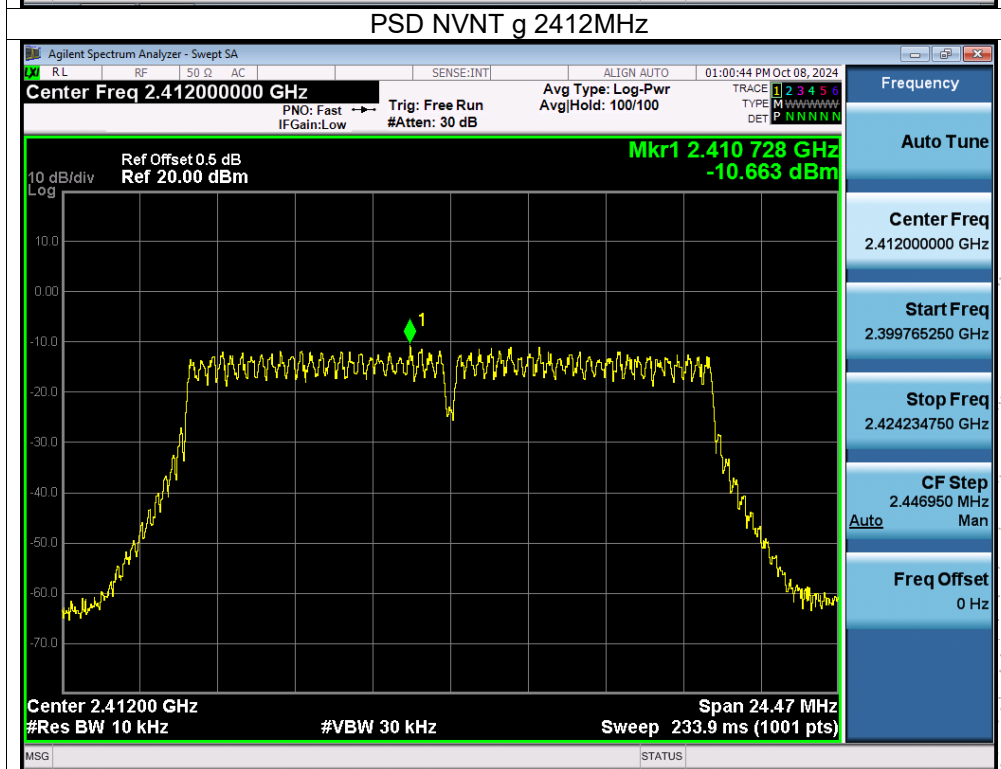 PSD NVNT g 2412MHz
Agilent Spectrum Analyzer - Swept SA
LXI RL RF 50 Ω AC SENSE:INT ALIGN AUTO 01:00:44 PM Oct 08, 2024
Center Freq 2.412000000 GHz
PNO: Fast
IFGain:Low
Trig: Free Run
#Atten: 30 dB
Avg Type: Log-Pwr
Avg|Hold: 100/100
TRACE 1 2 3 4 5 6
TYPE M WWWWW
DET P N N N N N
Mkr1 2.410 728 GHz
-10.663 dBm
Ref Offset 0.5 dB
10 dB/div Ref 20.00 dBm
Log
10.0
0.00
-10.0
-20.0
-30.0
-40.0
-50.0
-60.0
-70.0
1
Center 2.41200 GHz Span 24.47 MHz
#Res BW 10 kHz #VBW 30 kHz Sweep 233.9 ms (1001 pts)
MSG STATUS
Frequency
Auto Tune
Center Freq
2.412000000 GHz
Start Freq
2.399765250 GHz
Stop Freq
2.424234750 GHz
CF Step
2.446950 MHz
Auto Man
Freq Offset
0 Hz